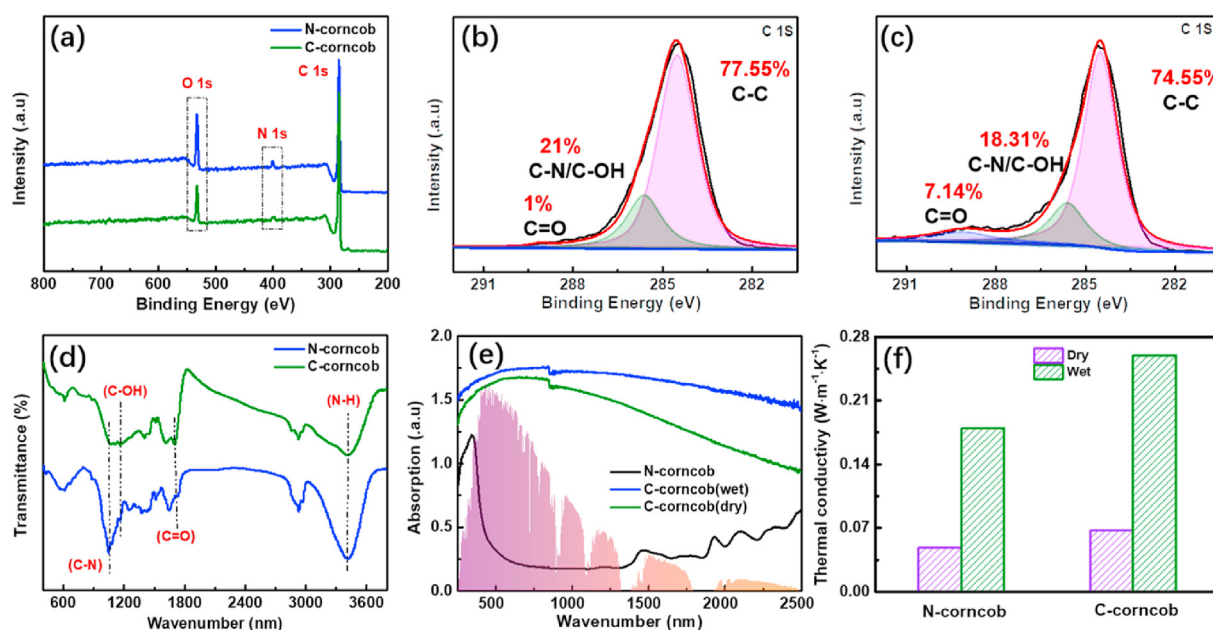 (a)
N-corncob
C-corncob
O 1s
N 1s
C 1s
Intensity (.a.u)
800 700 600 500 400 300 200
Binding Energy (eV)
(b)
C 1S
77.55%
C-C
21%
C-N/C-OH
1%
C=O
Intensity (.a.u)
291 288 285 282
Binding Energy (eV)
(c)
C 1S
74.55%
C-C
18.31%
C-N/C-OH
7.14%
C=O
Intensity (.a.u)
291 288 285 282
Binding Energy (eV)
(d)
N-corncob
C-corncob
(C-OH)
(N-H)
(C=O)
(C-N)
Transmittance (%)
600 1200 1800 2400 3000 3600
Wavenumber (nm)
(e)
2.0
1.5
1.0
0.5
0.0
Absorption (.a.u)
N-corncob
C-corncob(wet)
C-corncob(dry)
500 1000 1500 2000 2500
Wavenumber (nm)
(f)
Dry
Wet
0.28
0.21
0.14
0.07
0.00
Thermal conductivy (W·m⁻¹·K⁻¹)
N-corncob C-corncob